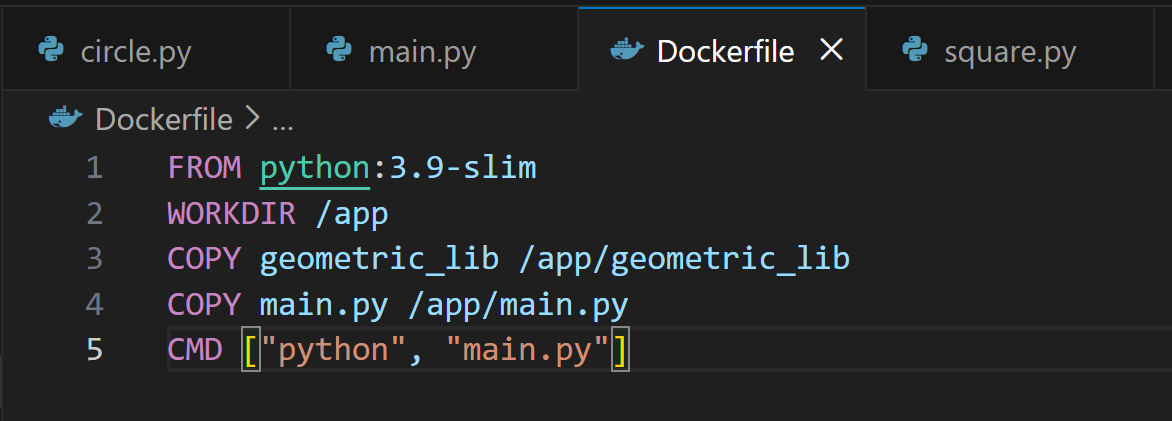 circle.py main.py Dockerfile square.py
Dockerfile > ...
1 FROM python:3.9-slim
2 WORKDIR /app
3 COPY geometric_lib /app/geometric_lib
4 COPY main.py /app/main.py
5 CMD ["python", "main.py"]